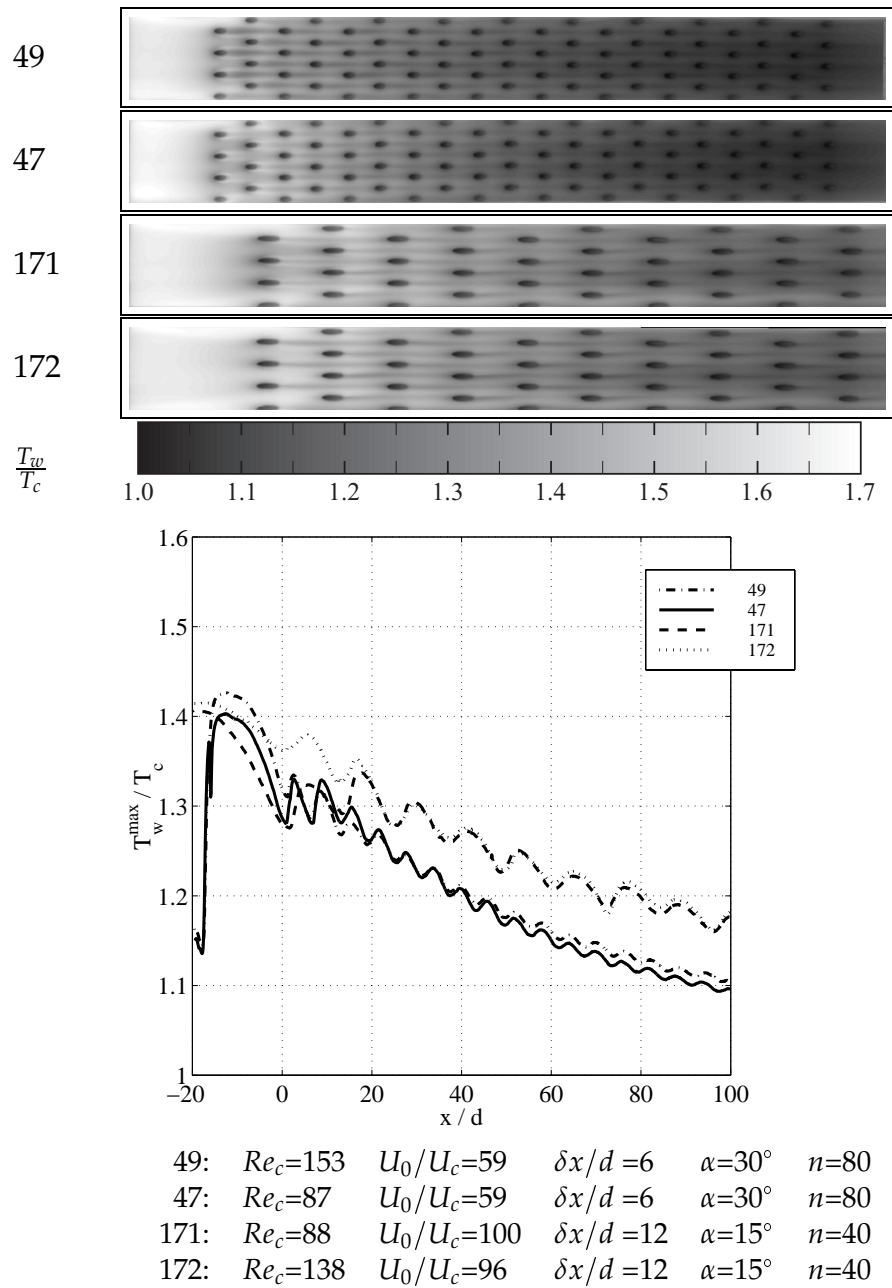 49
47
171
172
T_w
T_c
1.0 1.1 1.2 1.3 1.4 1.5 1.6 1.7
1.6
1.5
1.4
1.3
1.2
1.1
1
T_w^max / T_c
49
47
171
172
−20 0 20 40 60 80 100
x / d
49: Re_c=153 U_0/U_c=59 δx/d =6 α=30° n=80
47: Re_c=87 U_0/U_c=59 δx/d =6 α=30° n=80
171: Re_c=88 U_0/U_c=100 δx/d =12 α=15° n=40
172: Re_c=138 U_0/U_c=96 δx/d =12 α=15° n=40